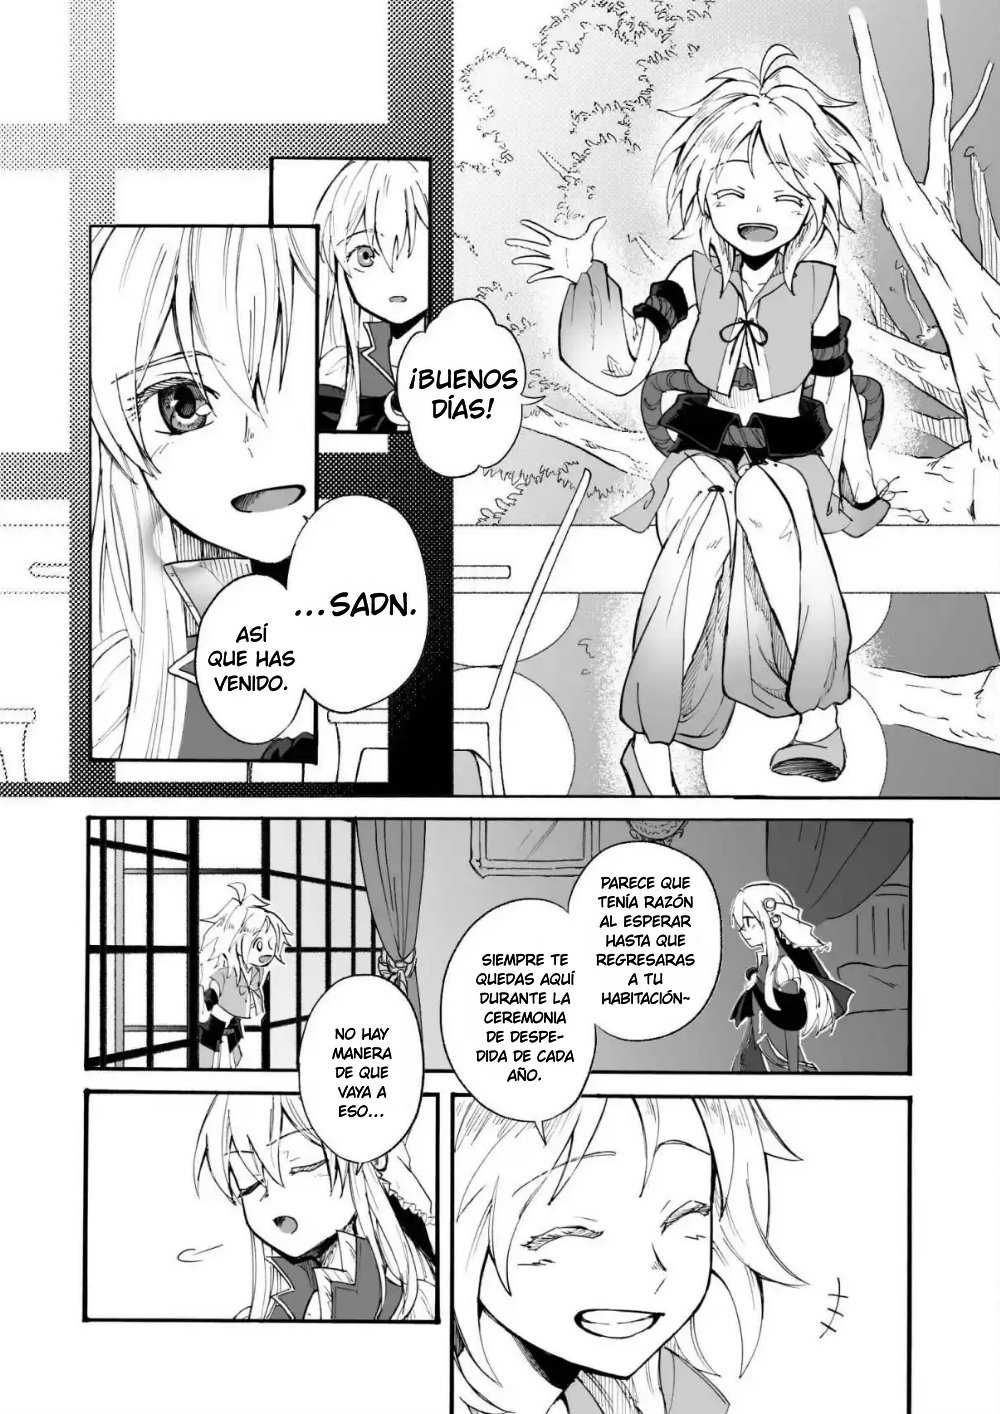 ¡BUENOS
DÍAS!
...SADN.
ASÍ
QUE HAS
VENIDO.
PARECE QUE
TENÍA RAZÓN
AL ESPERAR
HASTA QUE
REGRESARAS
A TU
HABITACIÓN~
SIEMPRE TE
QUEDAS AQUÍ
DURANTE LA
CEREMONIA
DE DESPE-
DIDA DE CADA
AÑO.
NO HAY
MANERA
DE QUE
VAYA A
ESO...